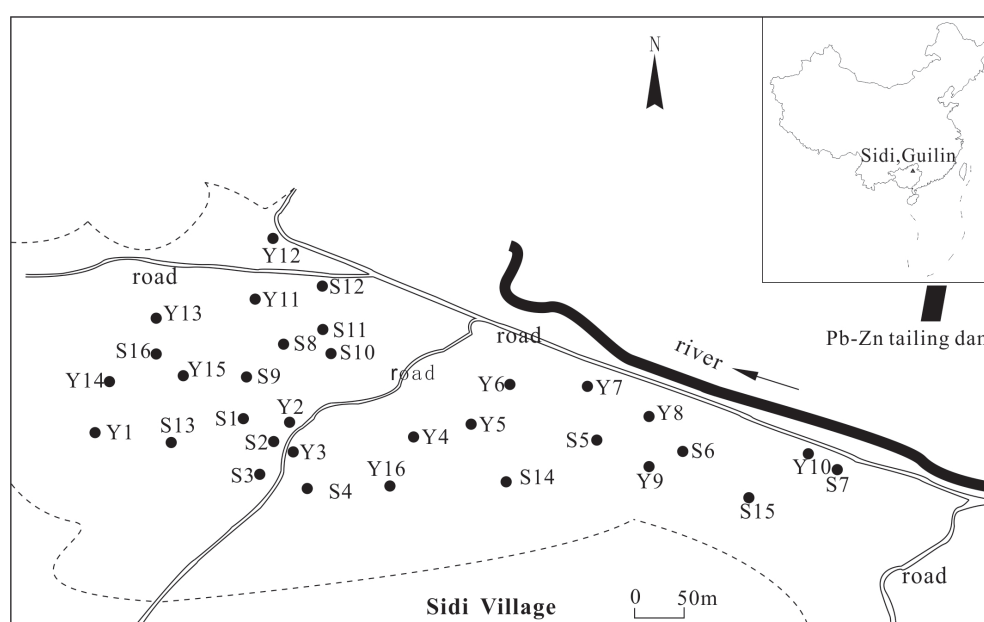 N
Sidi,Guilin
Y12
road
S12
Y11
Y13
S11
road
Pb-Zn tailing dam
S8
S10
river
S16
road
Y14
Y15
S9
Y6
Y7
S1
Y2
Y8
Y1
S13
S2
Y3
Y4
Y5
S5
S6
Y10
S3
S4
Y16
S14
Y9
S7
S15
road
Sidi Village
0 50m